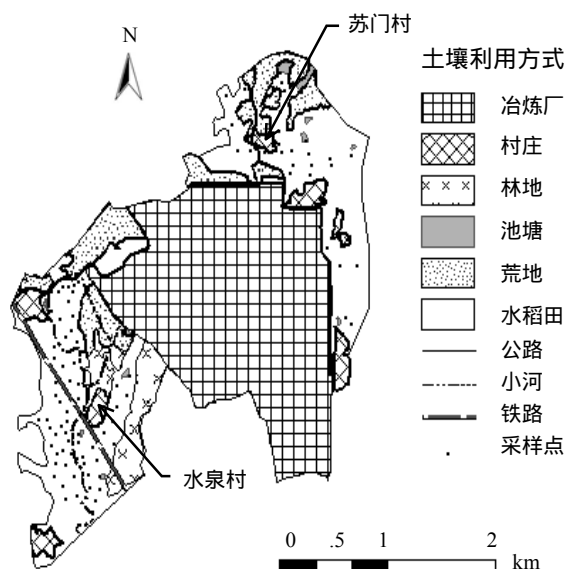 苏门村
N
土壤利用方式
冶炼厂
村庄
林地
池塘
荒地
水稻田
公路
小河
铁路
采样点
水泉村
0 .5 1 2
km